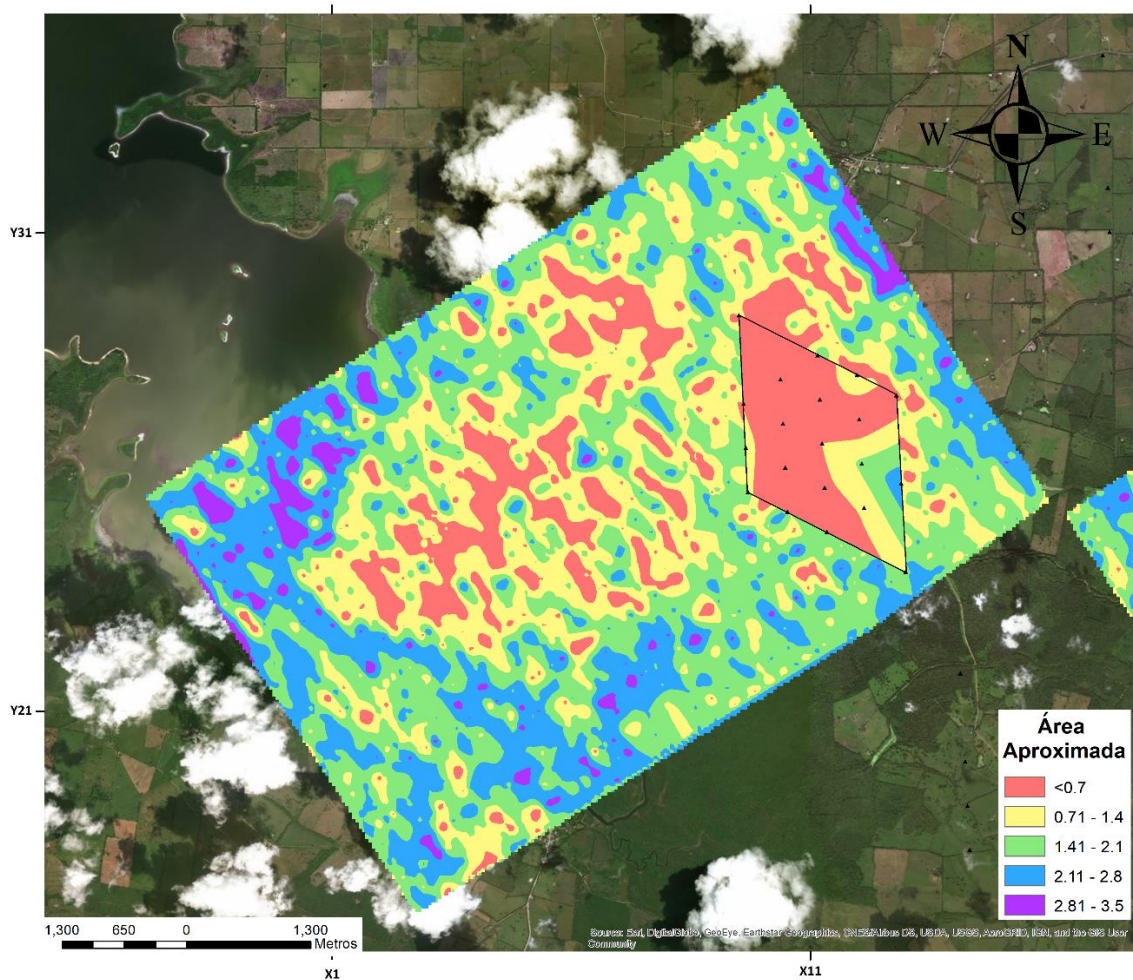 N
W E
S
Y31
Y21
Área
Aproximada
<0.7
0.71 - 1.4
1.41 - 2.1
2.11 - 2.8
2.81 - 3.5
1,300 650 0 1,300
Metros
Source: Esri, DigitalGlobe, GeoEye, Earthstar Geographics, CNES/Airbus DS, USDA, USGS, AeroGRID, IGN, and the GIS User
Community
X1 X11